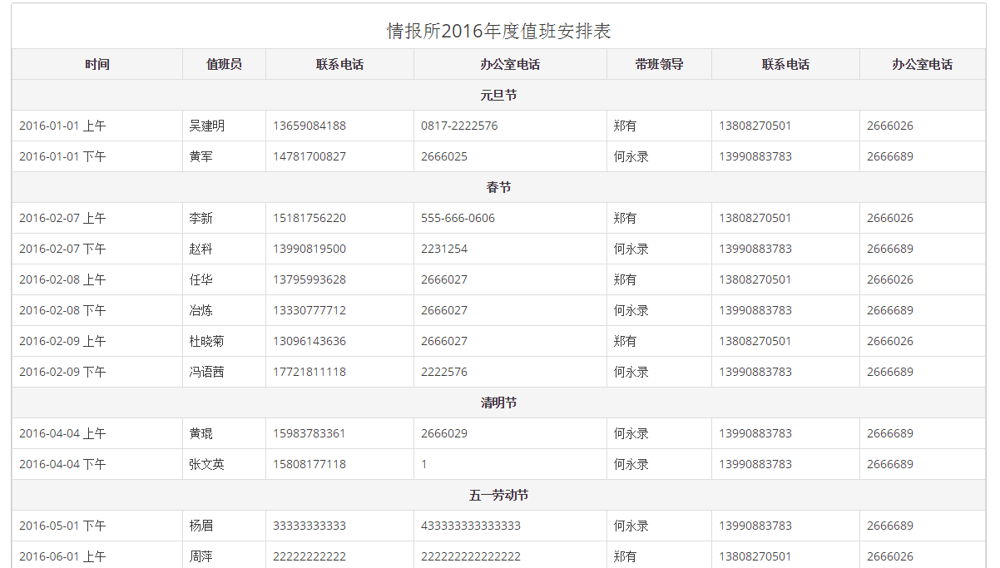 情报所2016年度值班安排表
时间 值班员 联系电话 办公室电话 带班领导 联系电话 办公室电话
元旦节
2016-01-01 上午 吴建明 13659084188 0817-2222576 郑有 13808270501 2666026
2016-01-01 下午 黄军 14781700827 2666025 何永录 13990883783 2666689
春节
2016-02-07 上午 李新 15181756220 555-666-0606 郑有 13808270501 2666026
2016-02-07 下午 赵科 13990819500 2231254 何永录 13990883783 2666689
2016-02-08 上午 任华 13795993628 2666027 郑有 13808270501 2666026
2016-02-08 下午 冶炼 13330777712 2666027 何永录 13990883783 2666689
2016-02-09 上午 杜晓菊 13096143636 2666027 郑有 13808270501 2666026
2016-02-09 下午 冯语茜 17721811118 2222576 何永录 13990883783 2666689
清明节
2016-04-04 上午 黄琨 15983783361 2666029 何永录 13990883783 2666689
2016-04-04 下午 张文英 15808177118 1 何永录 13990883783 2666689
五一劳动节
2016-05-01 下午 杨眉 33333333333 433333333333333 何永录 13990883783 2666689
2016-06-01 上午 周萍 22222222222 222222222222222 郑有 13808270501 2666026